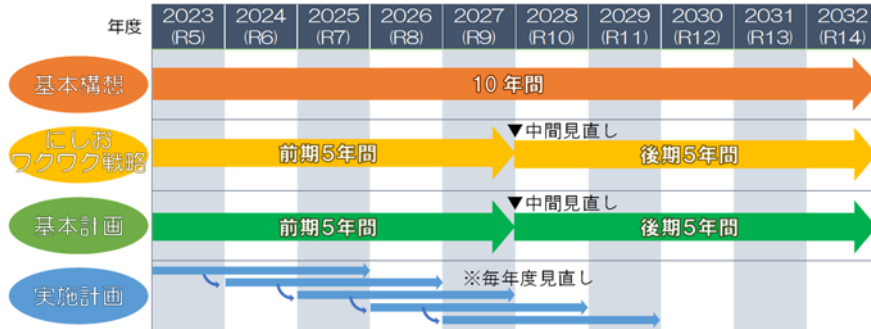 年度 2023 2024 2025 2026 2027 2028 2029 2030 2031 2032
(R5) (R6) (R7) (R8) (R9) (R10) (R11) (R12) (R13) (R14)
基本構想 10年間
▼中間見直し
にしお
ワクワク戦略 前期5年間 後期5年間
▼中間見直し
基本計画 前期5年間 後期5年間
※毎年度見直し
実施計画